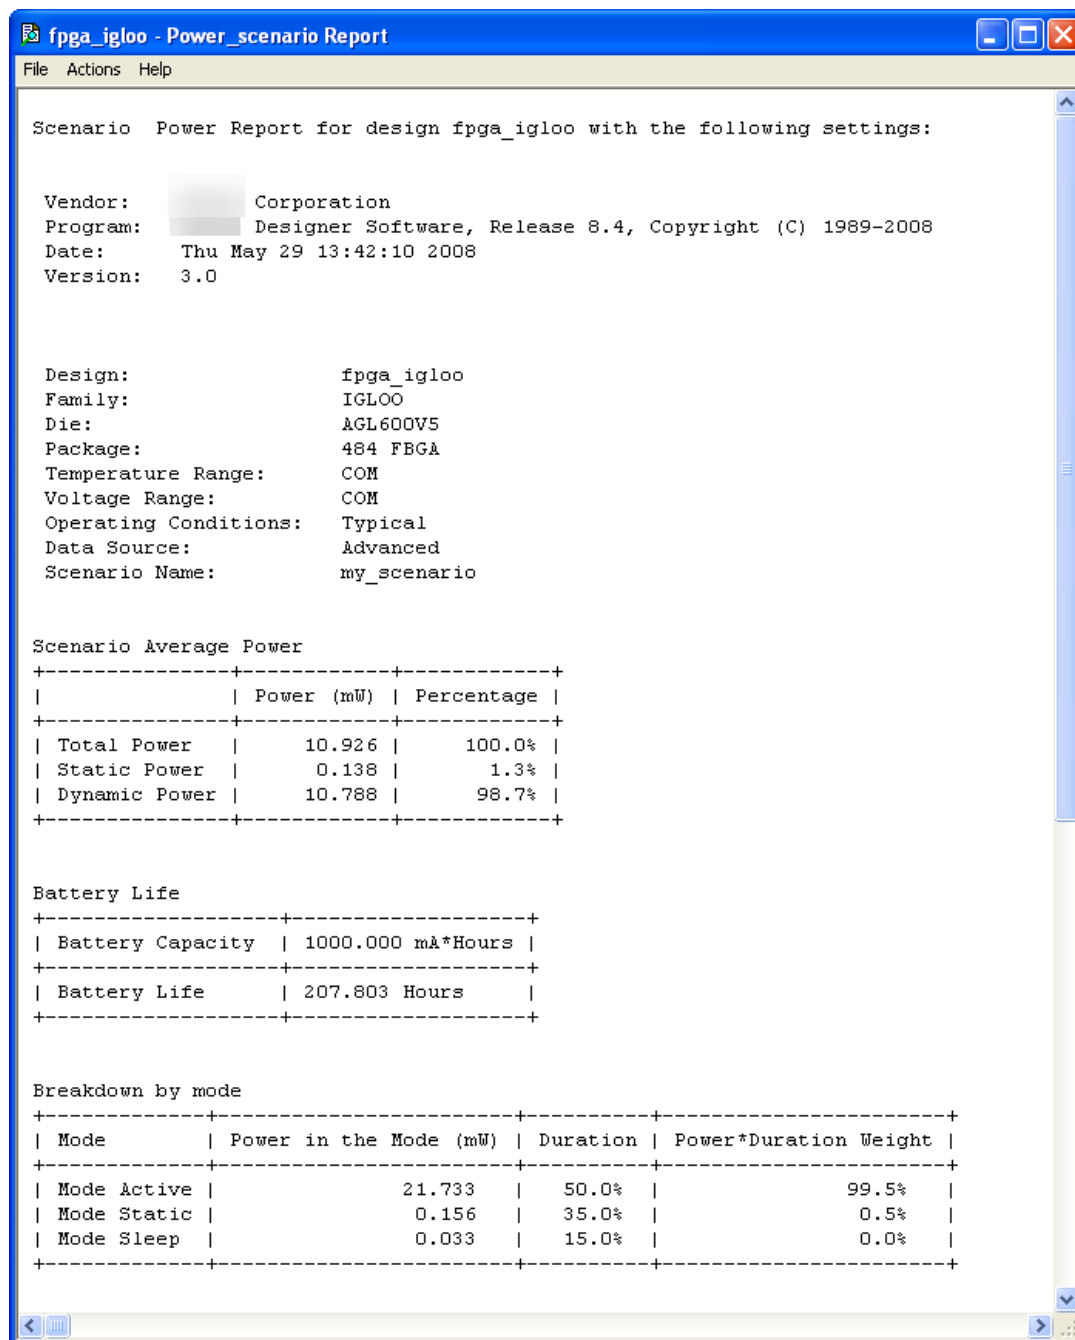 fpga_igloo - Power_scenario Report
File Actions Help
Scenario  Power Report for design fpga_igloo with the following settings:
Vendor: Corporation
Program: Designer Software, Release 8.4, Copyright (C) 1989-2008
Date: Thu May 29 13:42:10 2008
Version: 3.0
Design: fpga_igloo
Family: IGLOO
Die: AGL600V5
Package: 484 FBGA
Temperature Range: COM
Voltage Range: COM
Operating Conditions: Typical
Data Source: Advanced
Scenario Name: my_scenario
Scenario Average Power
+---------------+------------+------------+
|               | Power (mW) | Percentage |
+---------------+------------+------------+
| Total Power   |     10.926 |     100.0% |
| Static Power  |      0.138 |       1.3% |
| Dynamic Power |     10.788 |      98.7% |
+---------------+------------+------------+
Battery Life
+-------------------+-------------------+
| Battery Capacity  | 1000.000 mA*Hours |
+-------------------+-------------------+
| Battery Life      | 207.803 Hours     |
+-------------------+-------------------+
Breakdown by mode
+-------------+------------------------+----------+-----------------------+
| Mode        | Power in the Mode (mW) | Duration | Power*Duration Weight |
+-------------+------------------------+----------+-----------------------+
| Mode Active |               21.733   |   50.0%  |               99.5%   |
| Mode Static |                0.156   |   35.0%  |                0.5%   |
| Mode Sleep  |                0.033   |   15.0%  |                0.0%   |
+-------------+------------------------+----------+-----------------------+